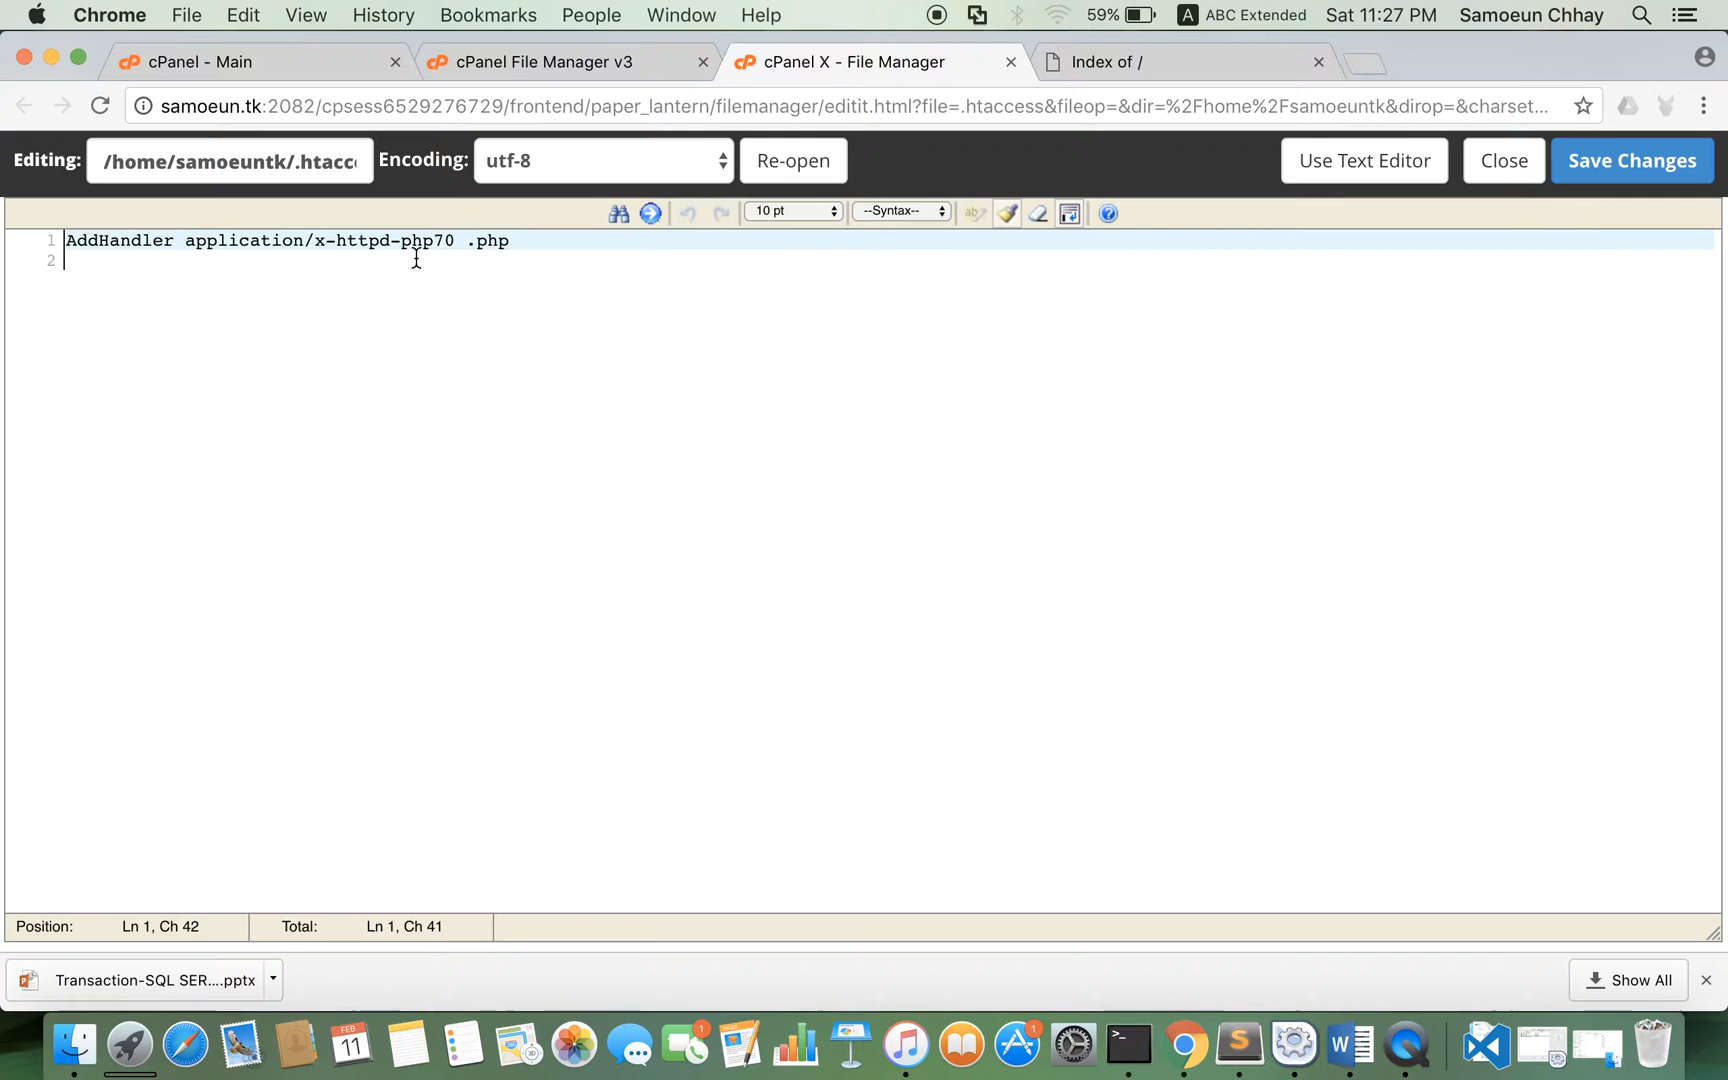 Chrome File Edit View History Bookmarks People Window Help 59% A ABC Extended Sat 11:27 PM Samoeun Chhay
cPanel - Main cPanel File Manager v3 cPanel X - File Manager Index of /
samoeun.tk:2082/cpsess6529276729/frontend/paper_lantern/filemanager/editit.html?file=.htaccess&fileop=&dir=%2Fhome%2Fsamoeuntk&dirop=&charset...
Editing: /home/samoeuntk/.htacc Encoding: utf-8 Re-open Use Text Editor Close Save Changes
10 pt --Syntax--
1 AddHandler application/x-httpd-php70 .php
2
Position: Ln 1, Ch 42 Total: Ln 1, Ch 41
Transaction-SQL SER....pptx Show All
FEB
11
1
1